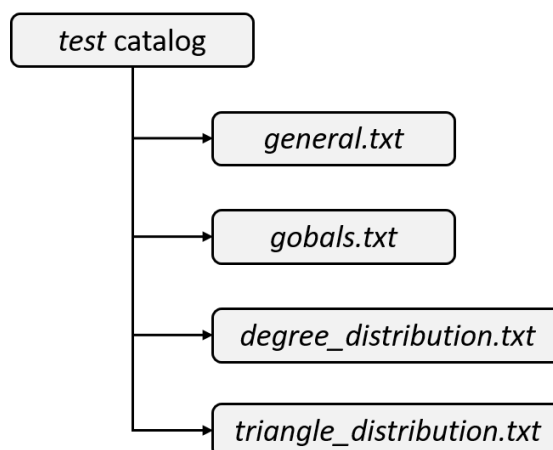 test catalog
general.txt
gobals.txt
degree_distribution.txt
triangle_distribution.txt